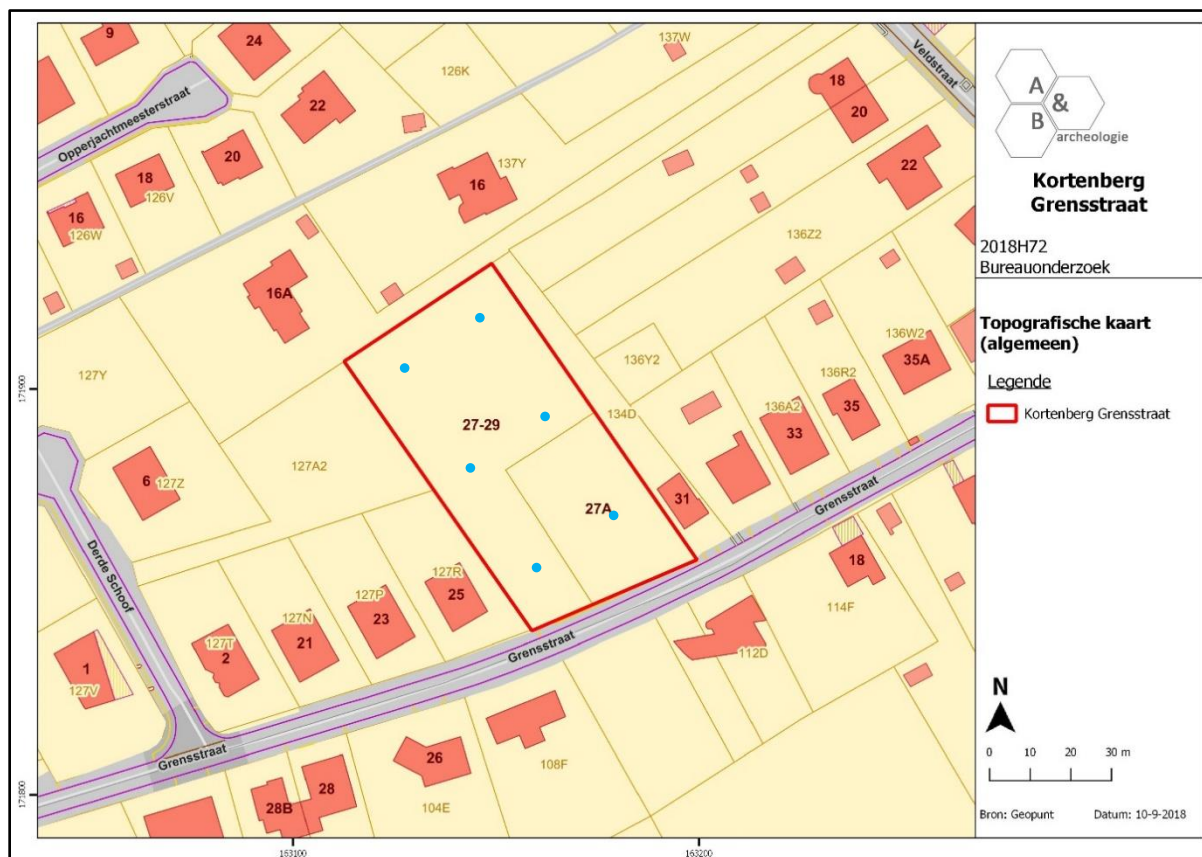 9
24
137W
126K
Veldstraat
22
18
20
Opperjachtmeesterstraat
20
22
137Y
18
126V
16
16
126W
136Z2
16A
136W2
35A
136Y2
136R2
127Y
134D
35
136A2
33
27-29
127A2
6
127Z
31
27A
Grensstraat
Derde Schoof
127R
25
18
127P
23
114F
127N
21
127T
2
Grensstraat
112D
1
127V
Grensstraat
26
108F
28
28B
104E
171900
171800
163100
163200
A
&
B
archeologie
Kortenberg
Grensstraat
2018H72
Bureauonderzoek
Topografische kaart
(algemeen)
Legende
Kortenberg Grensstraat
N
0 10 20 30 m
Bron: Geopunt Datum: 10-9-2018